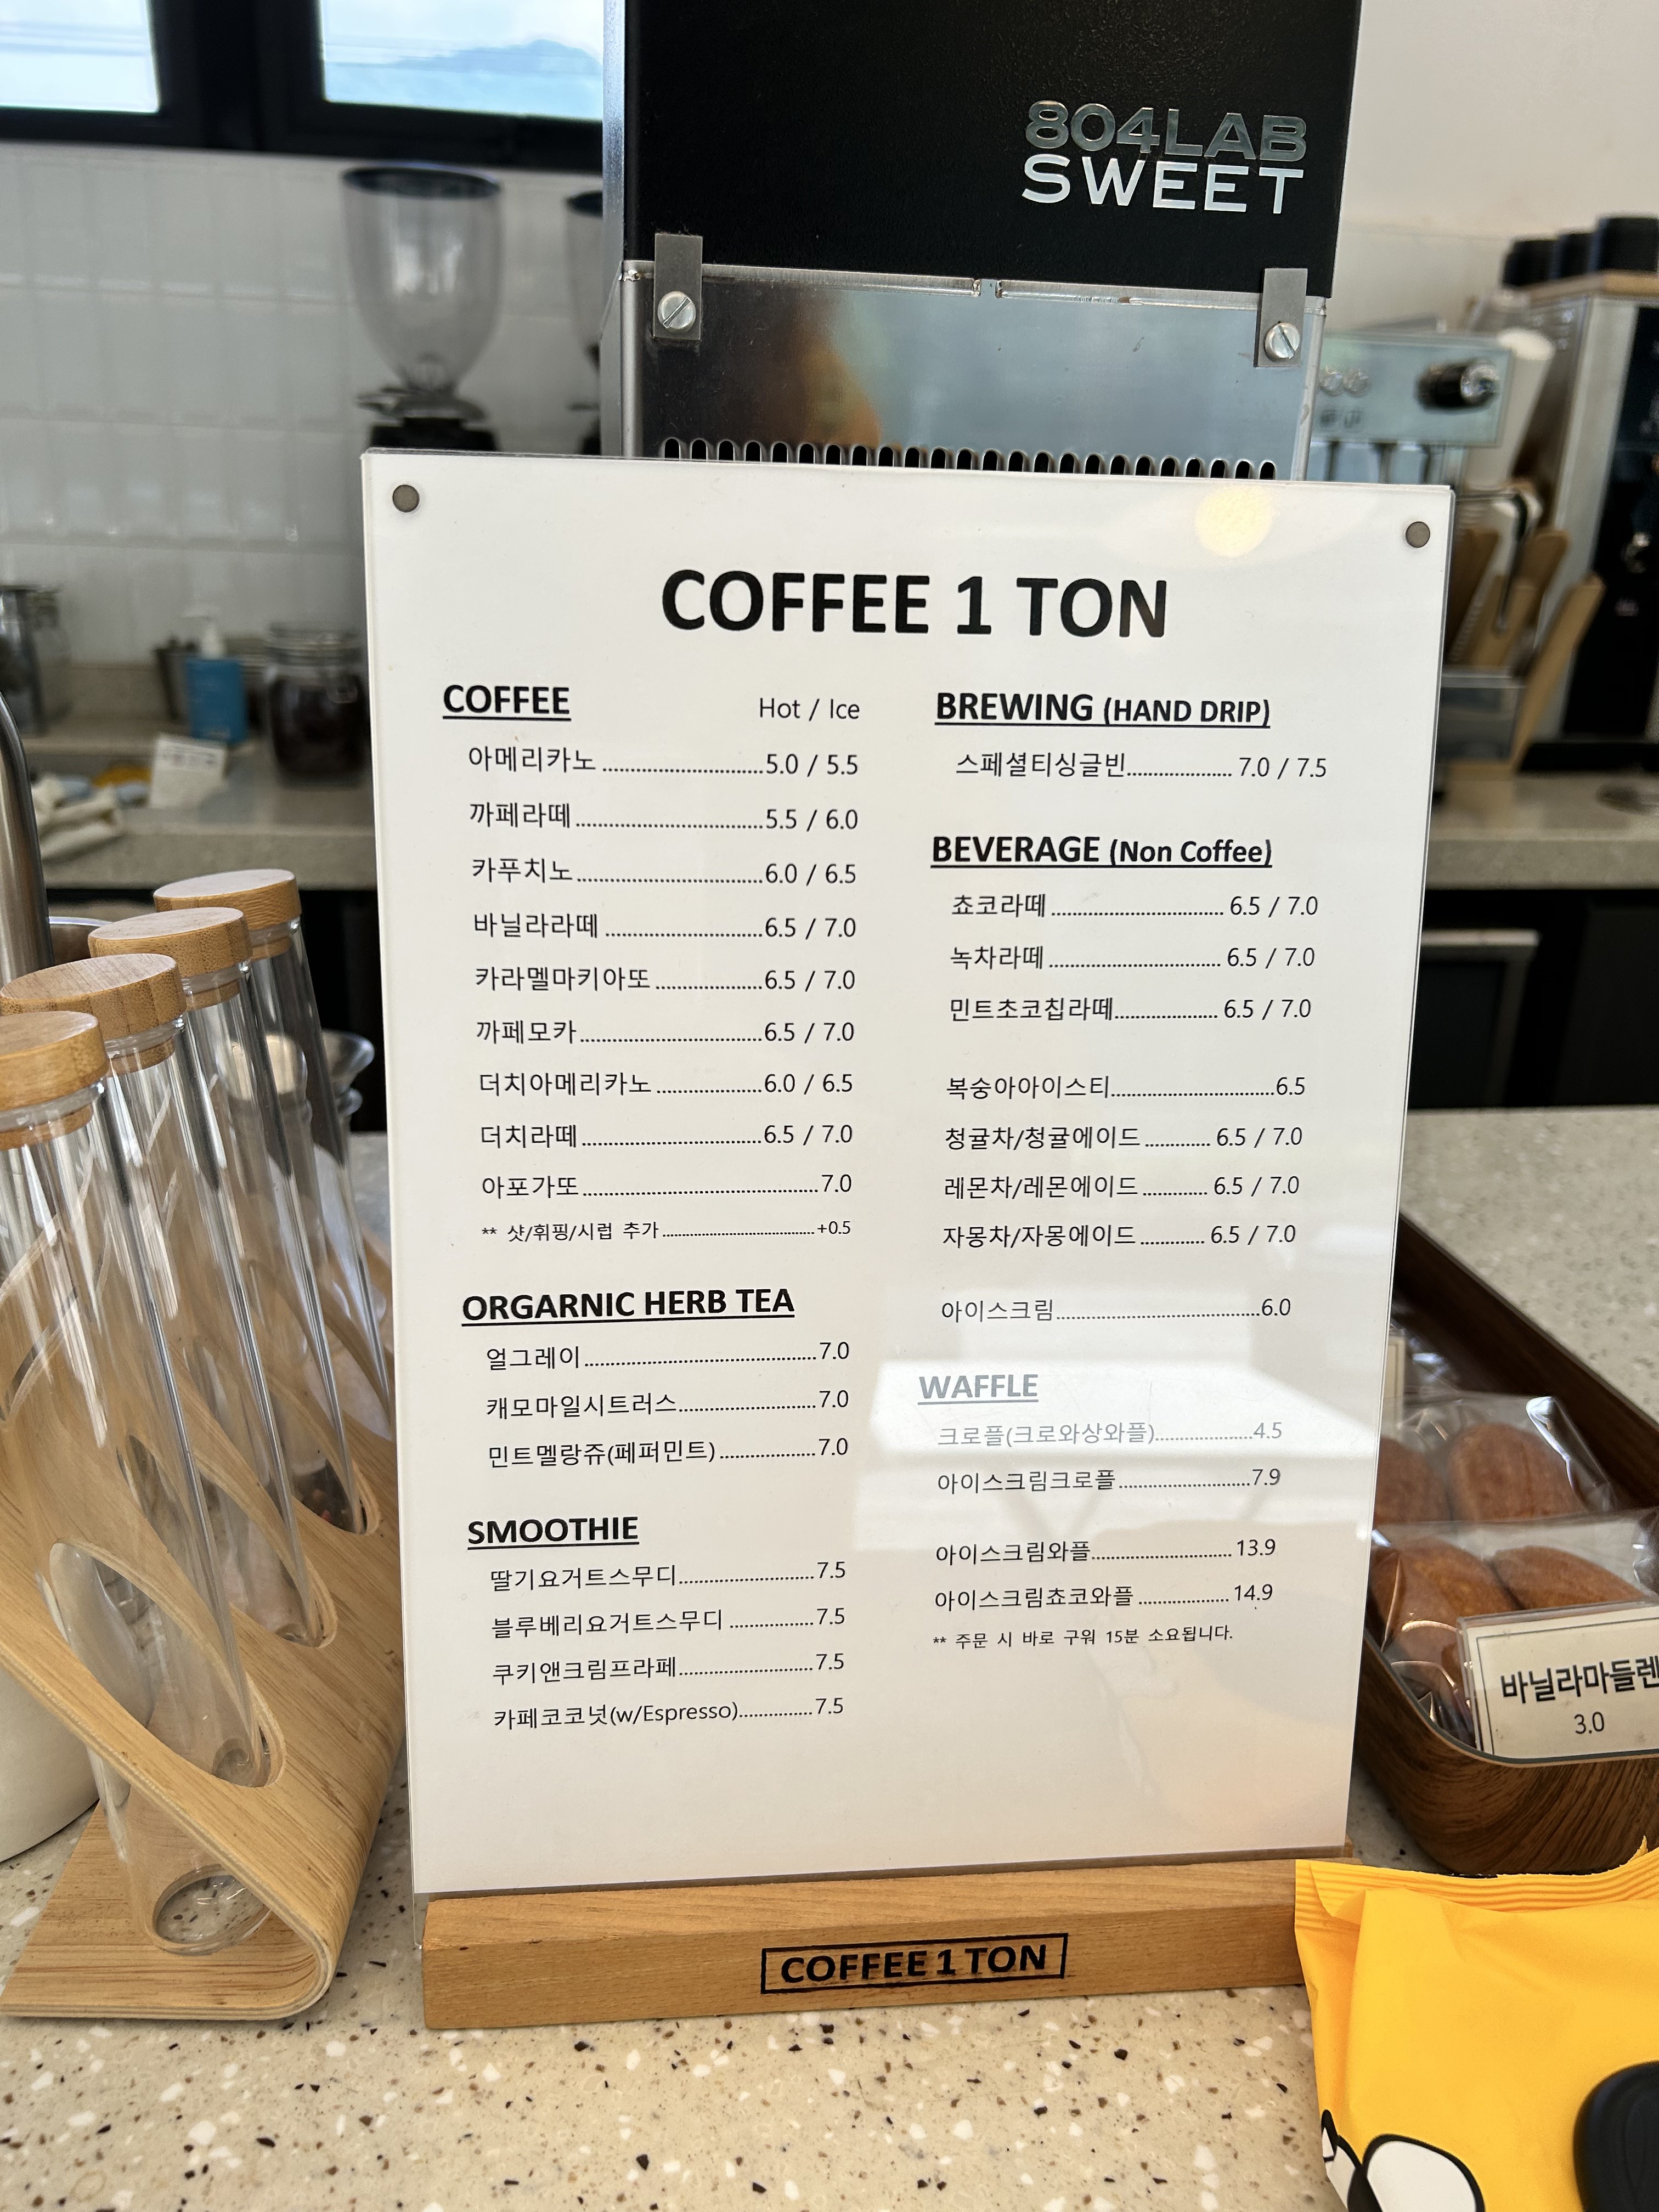 804LAB
SWEET
COFFEE 1 TON
COFFEE Hot / Ice
아메리카노 5.0 / 5.5
까페라떼 5.5 / 6.0
카푸치노 6.0 / 6.5
바닐라라떼 6.5 / 7.0
카라멜마키아또 6.5 / 7.0
까페모카 6.5 / 7.0
더치아메리카노 6.0 / 6.5
더치라떼 6.5 / 7.0
아포가또 7.0
** 샷/휘핑/시럽 추가 +0.5
ORGARNIC HERB TEA
얼그레이 7.0
캐모마일시트러스 7.0
민트멜랑쥬(페퍼민트) 7.0
SMOOTHIE
딸기요거트스무디 7.5
블루베리요거트스무디 7.5
쿠키앤크림프라페 7.5
카페코코넛(w/Espresso) 7.5
BREWING (HAND DRIP)
스페셜티싱글빈 7.0 / 7.5
BEVERAGE (Non Coffee)
쵸코라떼 6.5 / 7.0
녹차라떼 6.5 / 7.0
민트초코칩라떼 6.5 / 7.0
복숭아아이스티 6.5
청귤차/청귤에이드 6.5 / 7.0
레몬차/레몬에이드 6.5 / 7.0
자몽차/자몽에이드 6.5 / 7.0
아이스크림 6.0
WAFFLE
크로플(크로와상와플) 4.5
아이스크림크로플 7.9
아이스크림와플 13.9
아이스크림쵸코와플 14.9
** 주문 시 바로 구워 15분 소요됩니다.
바닐라마들렌
3.0
COFFEE 1 TON